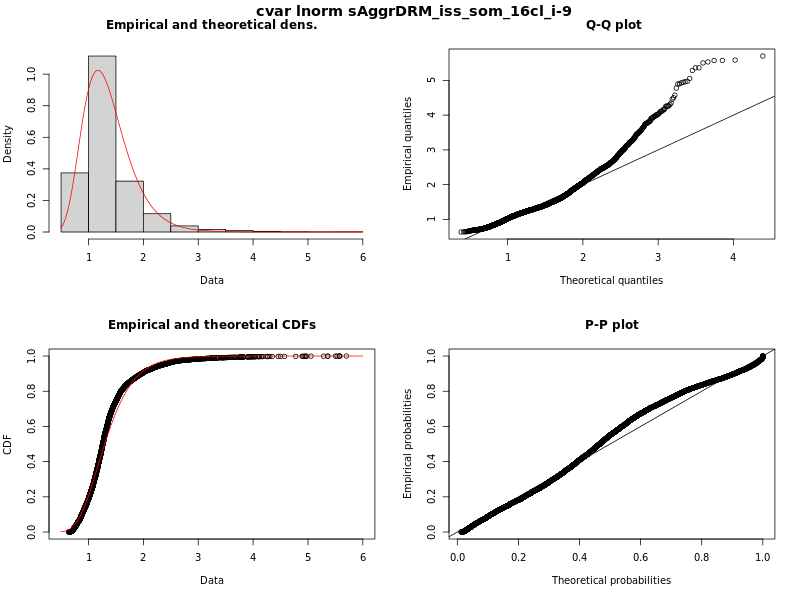 cvar lnorm sAggrDRM_iss_som_16cl_i-9
Empirical and theoretical dens.
Density
0.0 0.2 0.4 0.6 0.8 1.0
1 2 3 4 5 6
Data
Q-Q plot
Empirical quantiles
1 2 3 4 5
1 2 3 4
Theoretical quantiles
Empirical and theoretical CDFs
CDF
0.0 0.2 0.4 0.6 0.8 1.0
1 2 3 4 5 6
Data
P-P plot
Empirical probabilities
0.0 0.2 0.4 0.6 0.8 1.0
0.0 0.2 0.4 0.6 0.8 1.0
Theoretical probabilities